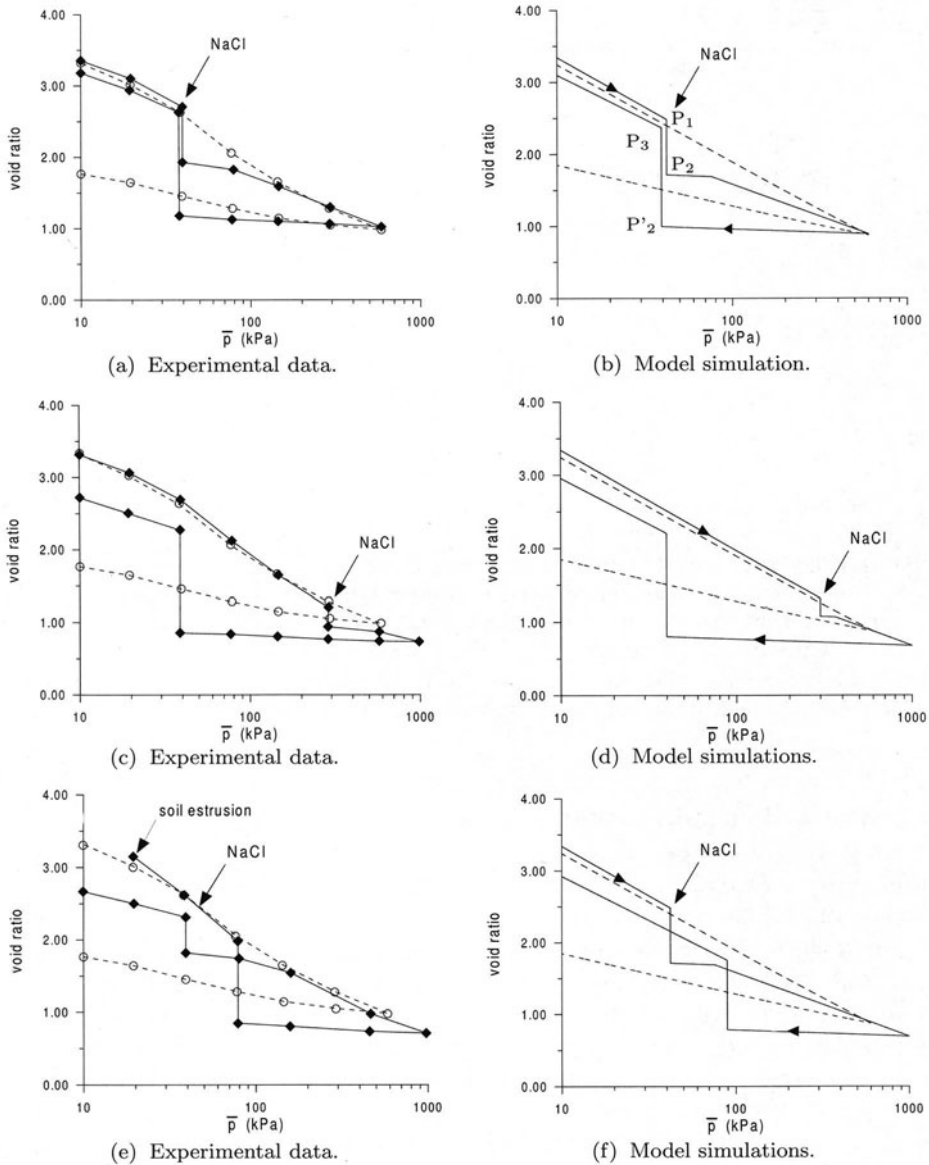 4.00
3.00
2.00
1.00
0.00
void ratio
NaCl
10
100
1000
p̅ (kPa)
(a) Experimental data.
4.00
3.00
2.00
1.00
0.00
void ratio
NaCl
P1
P3
P2
P'2
10
100
1000
p̅ (kPa)
(b) Model simulation.
4.00
3.00
2.00
1.00
0.00
void ratio
NaCl
10
100
1000
p̅ (kPa)
(c) Experimental data.
4.00
3.00
2.00
1.00
0.00
void ratio
NaCl
10
100
1000
p̅ (kPa)
(d) Model simulations.
4.00
3.00
2.00
1.00
0.00
void ratio
soil estrusion
NaCl
10
100
1000
p̅ (kPa)
(e) Experimental data.
4.00
3.00
2.00
1.00
0.00
void ratio
NaCl
10
100
1000
p̅ (kPa)
(f) Model simulations.